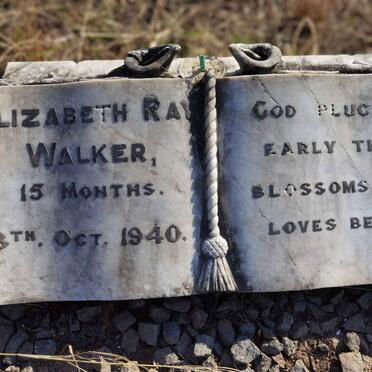 LIZABETH RAY
WALKER,
15 MONTHS.
TH. OCT. 1940.
GOD PLUC
EARLY TH
BLOSSOMS
LOVES BE